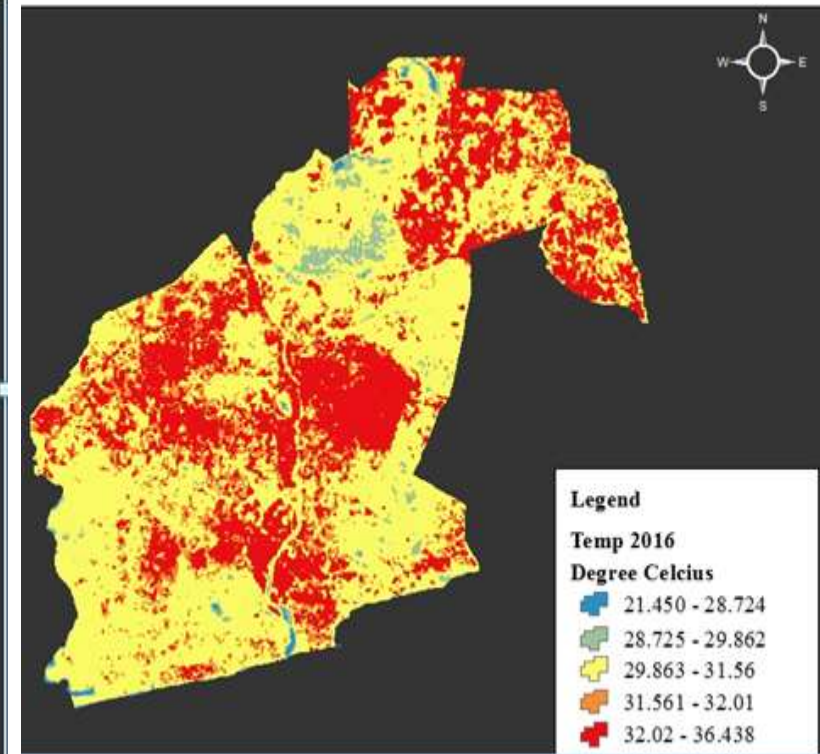 N
W E
S
Legend
Temp 2016
Degree Celcius
21.450 - 28.724
28.725 - 29.862
29.863 - 31.56
31.561 - 32.01
32.02 - 36.438